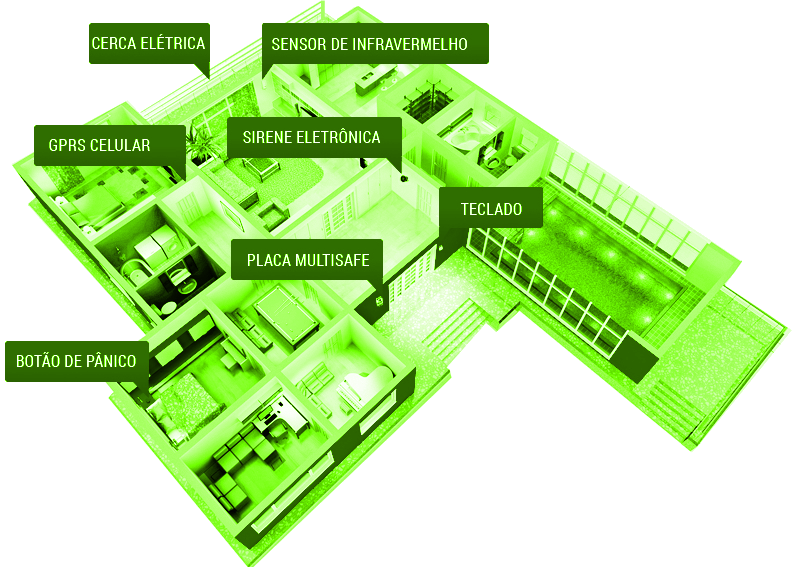 CERCA ELÉTRICA
SENSOR DE INFRAVERMELHO
GPRS CELULAR
SIRENE ELETRÔNICA
TECLADO
PLACA MULTISAFE
BOTÃO DE PÂNICO